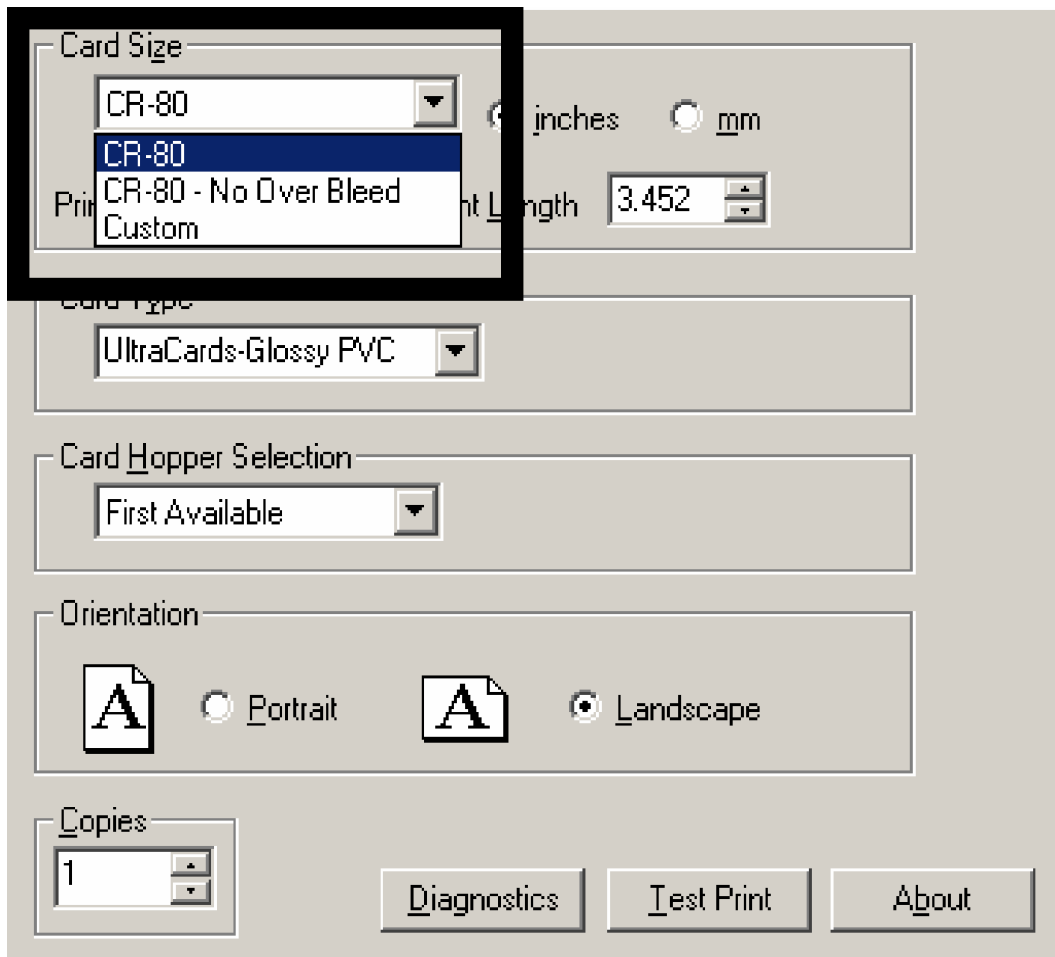 Card Size
CR-80
inches mm
CR-80
CR-80 - No Over Bleed
Custom
3.452
UltraCards-Glossy PVC
Card Hopper Selection
First Available
Orientation
A Portrait A Landscape
Copies
1
Diagnostics Test Print About